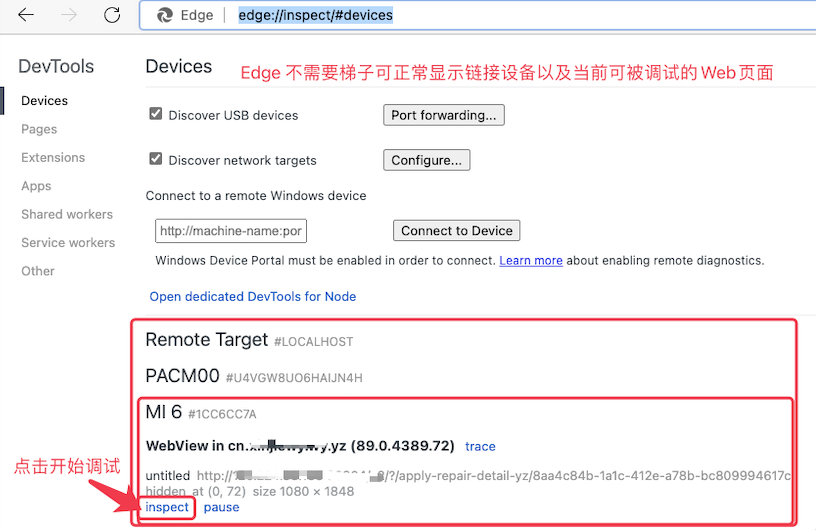 Edge
edge://inspect/#devices
DevTools
Devices
Pages
Extensions
Apps
Shared workers
Service workers
Other
Devices
Edge 不需要梯子可正常显示链接设备以及当前可被调试的Web页面
Discover USB devices
Port forwarding...
Discover network targets
Configure...
Connect to a remote Windows device
http://machine-name:por
Connect to Device
Windows Device Portal must be enabled in order to connect. Learn more about enabling remote diagnostics.
Open dedicated DevTools for Node
Remote Target #LOCALHOST
PACM00 #U4VGW8UO6HAIJN4H
MI 6 #1CC6CC7A
WebView in cn. .yz (89.0.4389.72) trace
untitled http:// /?/apply-repair-detail-yz/8aa4c84b-1a1c-412e-a78b-bc809994617c
hidden at (0, 72) size 1080 × 1848
点击开始调试
inspect pause